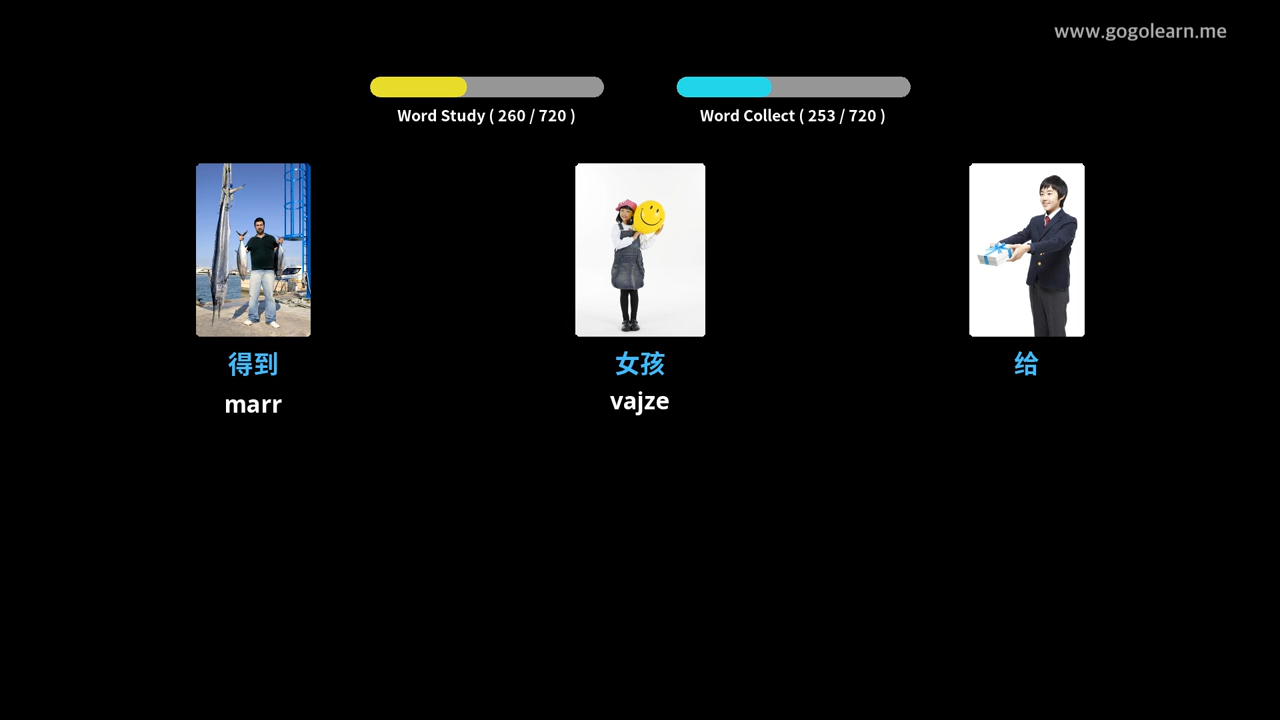 www.gogolearn.me
Word Study ( 260 / 720 )
Word Collect ( 253 / 720 )
得到
女孩
给
marr
vajze